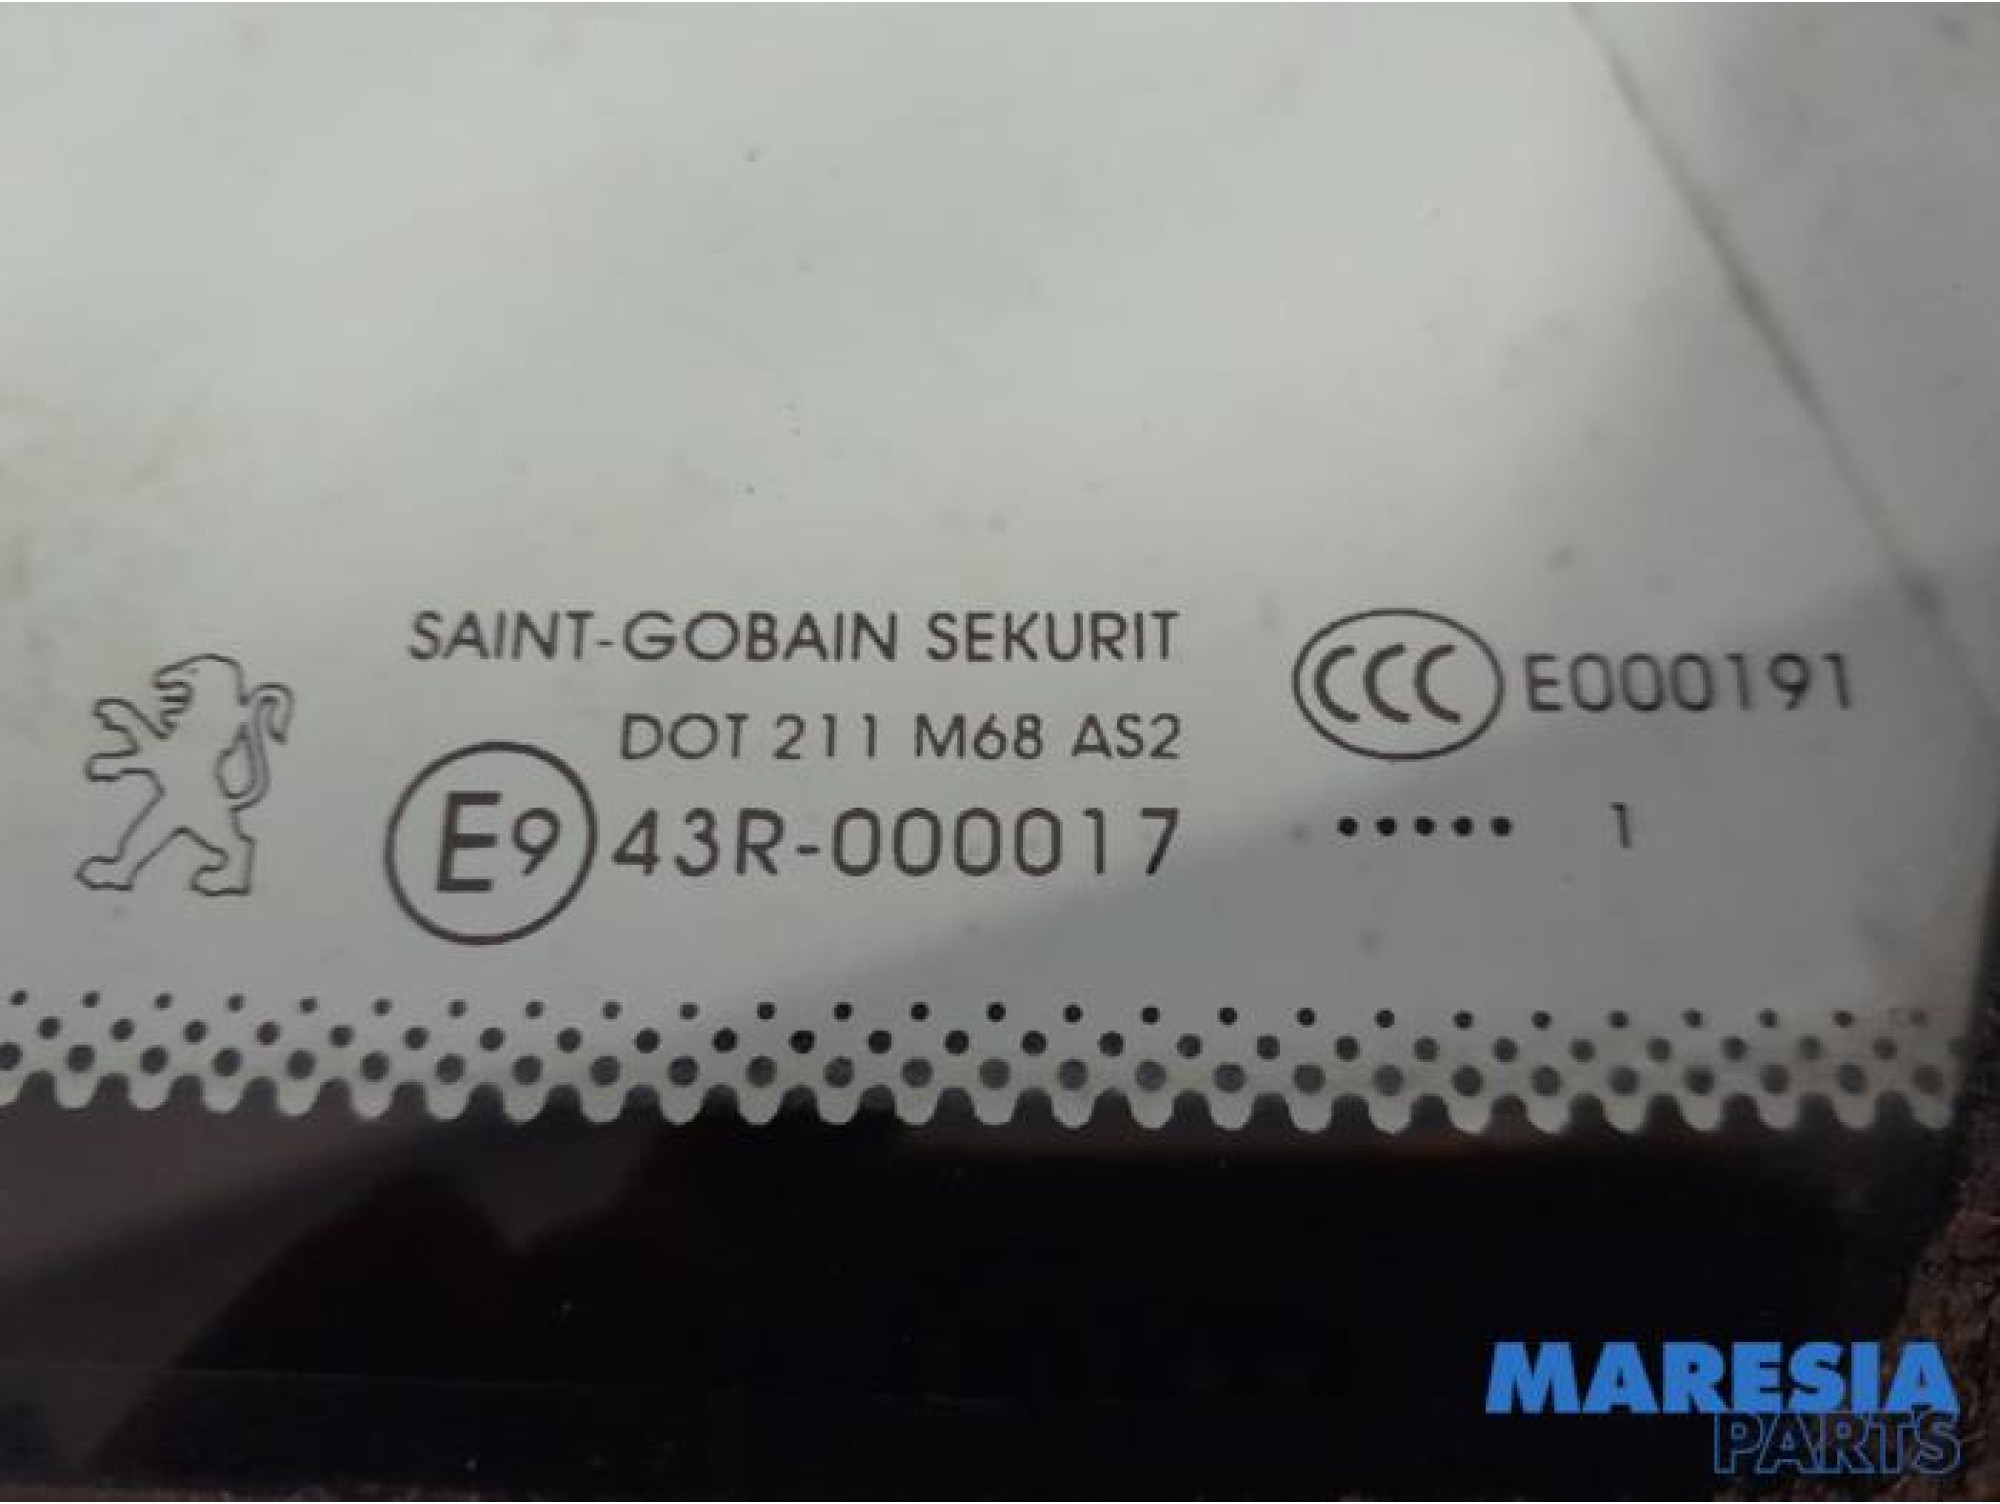 SAINT-GOBAIN SEKURIT
DOT 211 M68 AS2
E9 43R-000017
CCC E000191
..... 1
MARESIA
PARTS